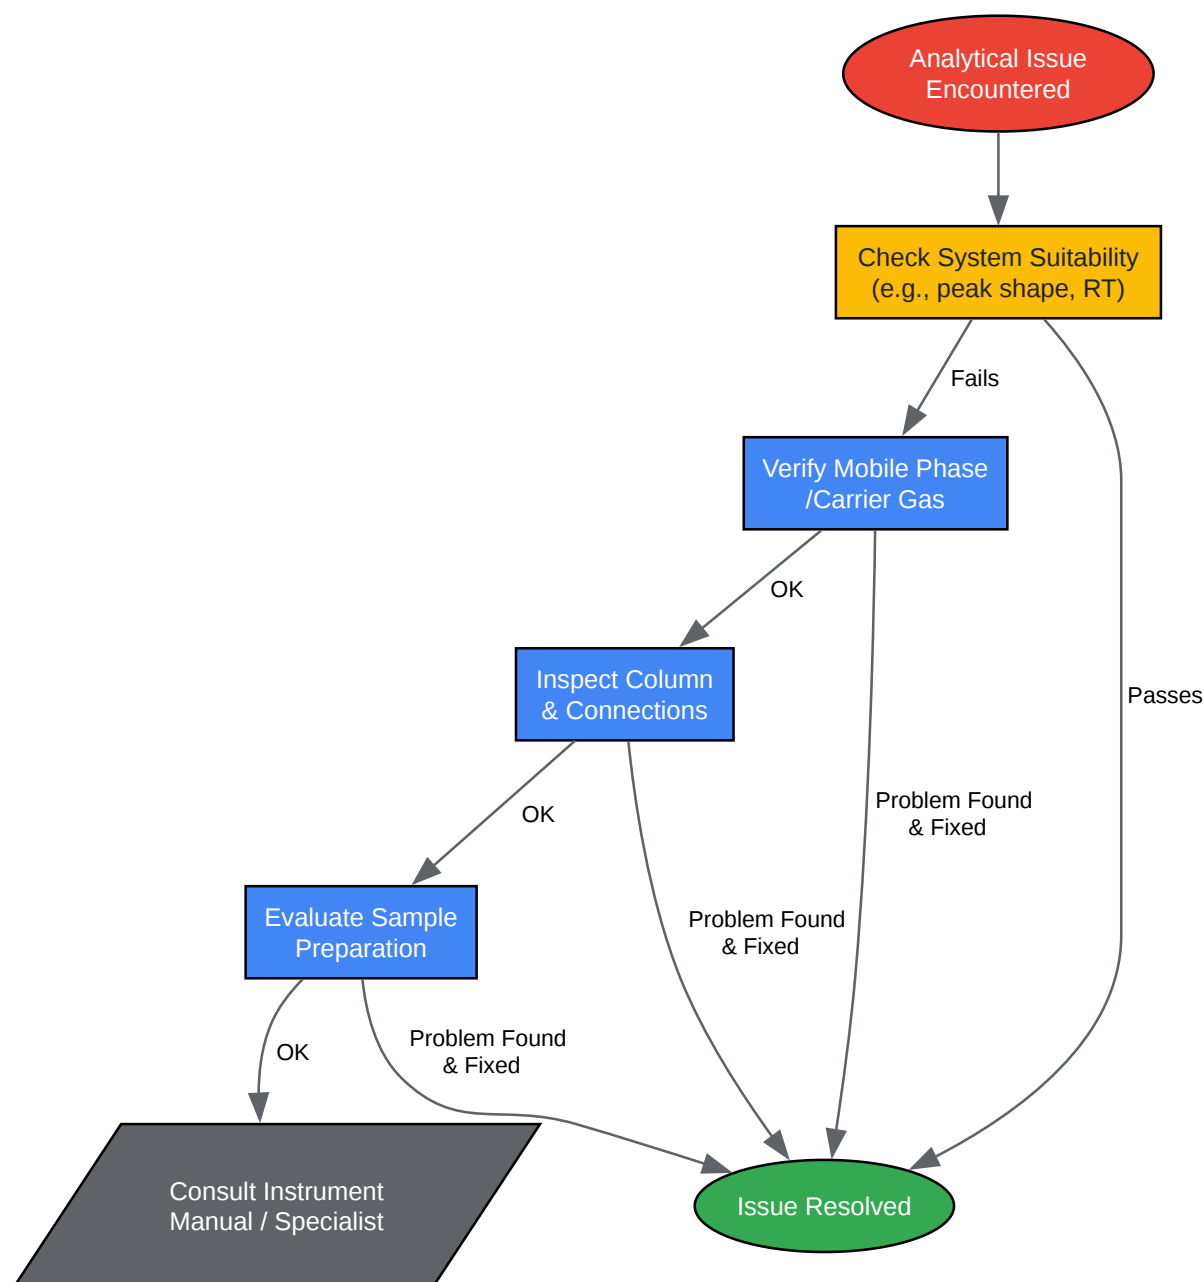 Analytical Issue
Encountered
Check System Suitability
(e.g., peak shape, RT)
Fails
Verify Mobile Phase
/Carrier Gas
OK
Inspect Column
& Connections
Passes
Problem Found
& Fixed
OK
Problem Found
& Fixed
Evaluate Sample
Preparation
Problem Found
& Fixed
OK
Consult Instrument
Manual / Specialist
Issue Resolved